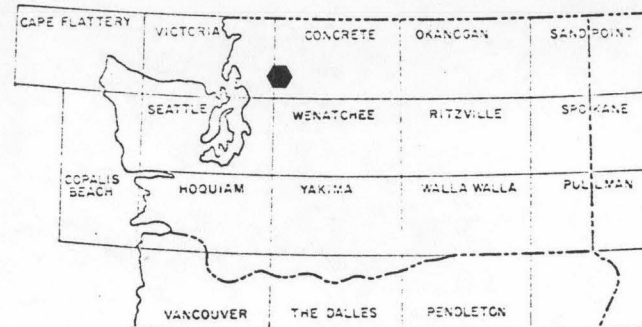 CAPE FLATTERY VICTORIA CONCRETE OKANOGAN SANDPOINT
SEATTLE WENATCHEE RITZVILLE SPOKANE
COPALIS BEACH HOQUIAM YAKIMA WALLA WALLA PULLMAN
VANCOUVER THE DALLES PENDLETON